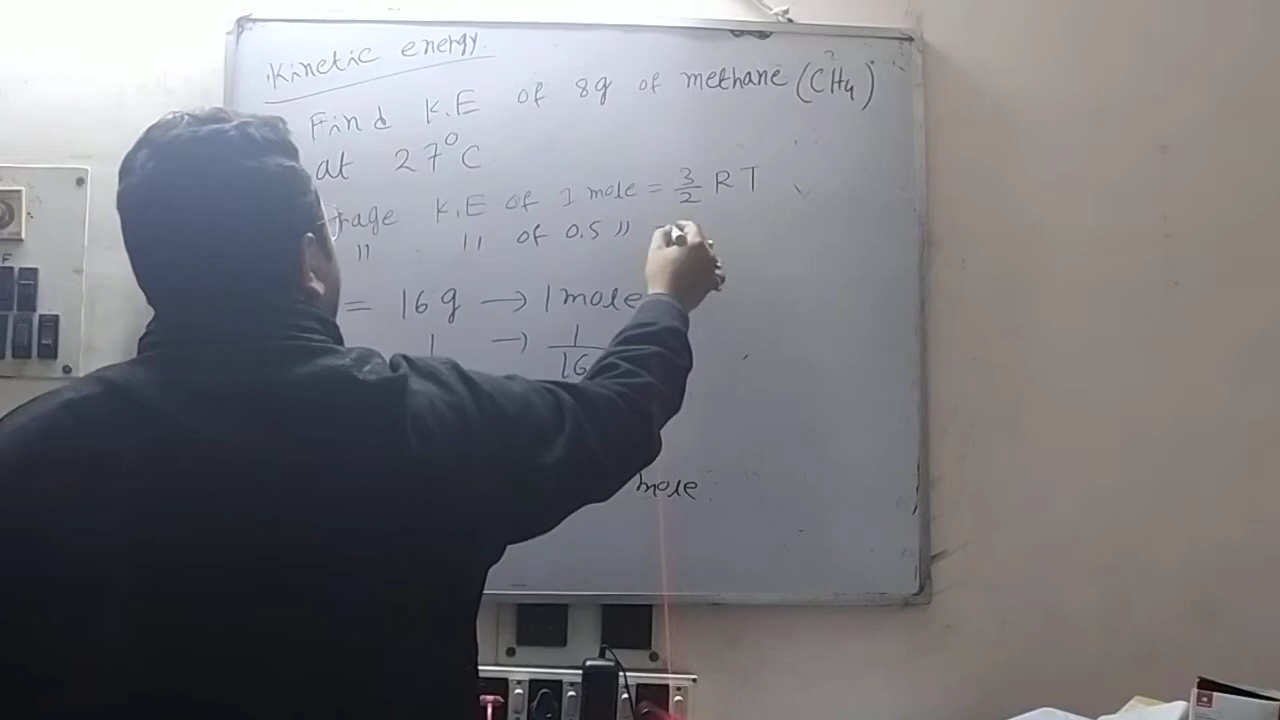 Kinetic energy.
Find K.E of 8g of methane (CH4)
at 27°C
rage K.E of 1 mole = 3/2 RT
" " of 0.5 "
= 16 g → 1 mole
1 → 1/16
mole